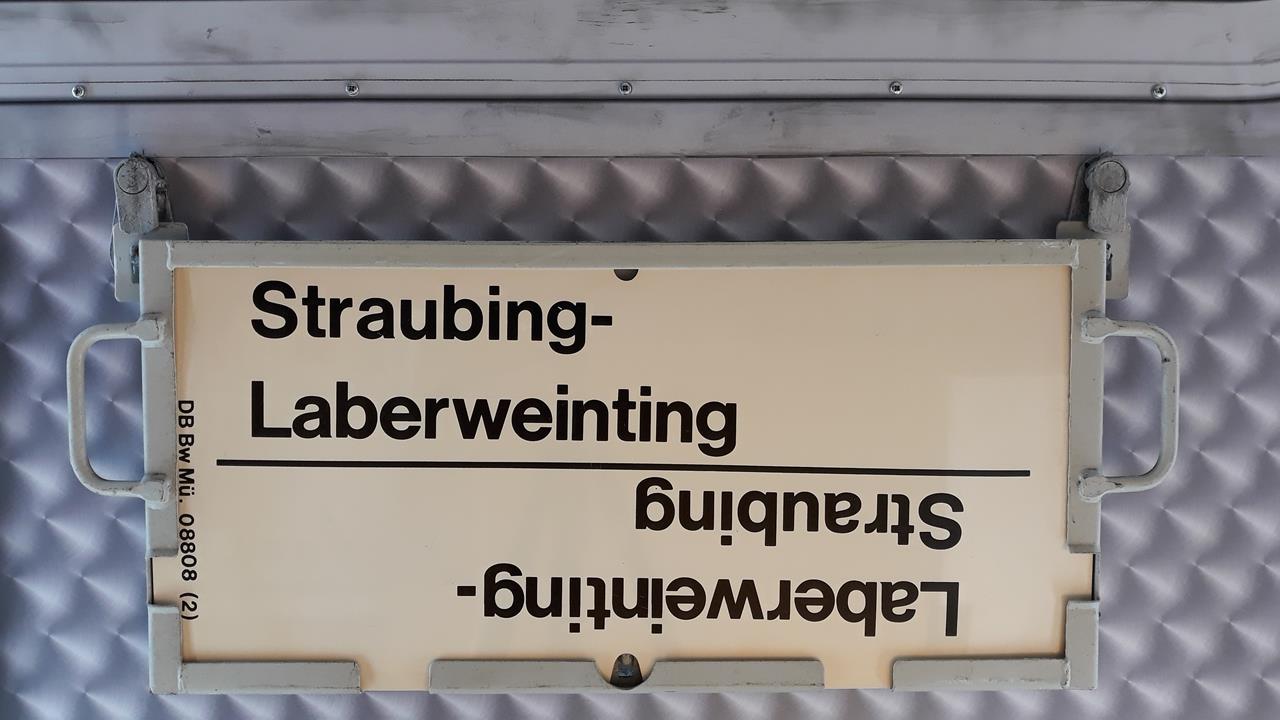 Straubing-
Laberweinting
Laberweinting-
Straubing
DB Bw Mü. 08808 (2)